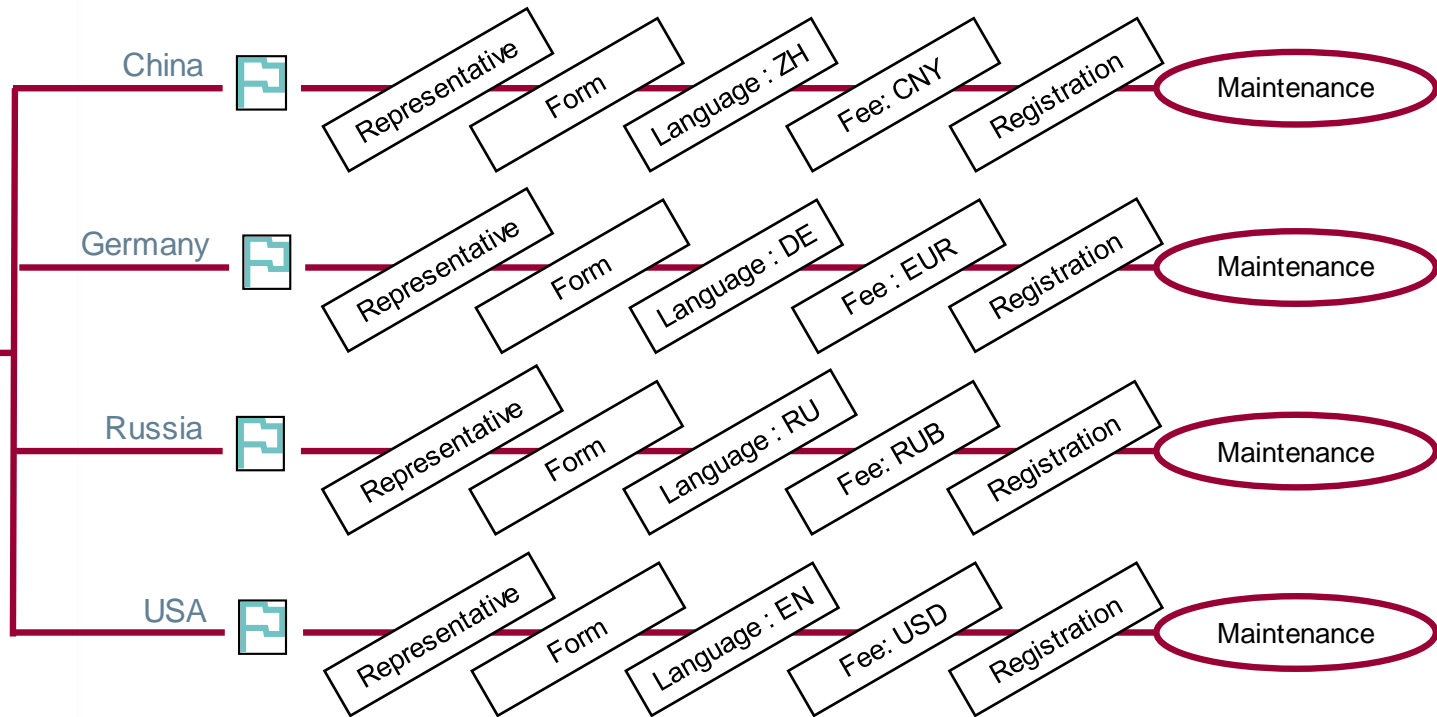 China
Representative
Form
Language : ZH
Fee: CNY
Registration
Maintenance
Germany
Representative
Form
Language : DE
Fee : EUR
Registration
Maintenance
Russia
Representative
Form
Language : RU
Fee: RUB
Registration
Maintenance
USA
Representative
Form
Language : EN
Fee: USD
Registration
Maintenance